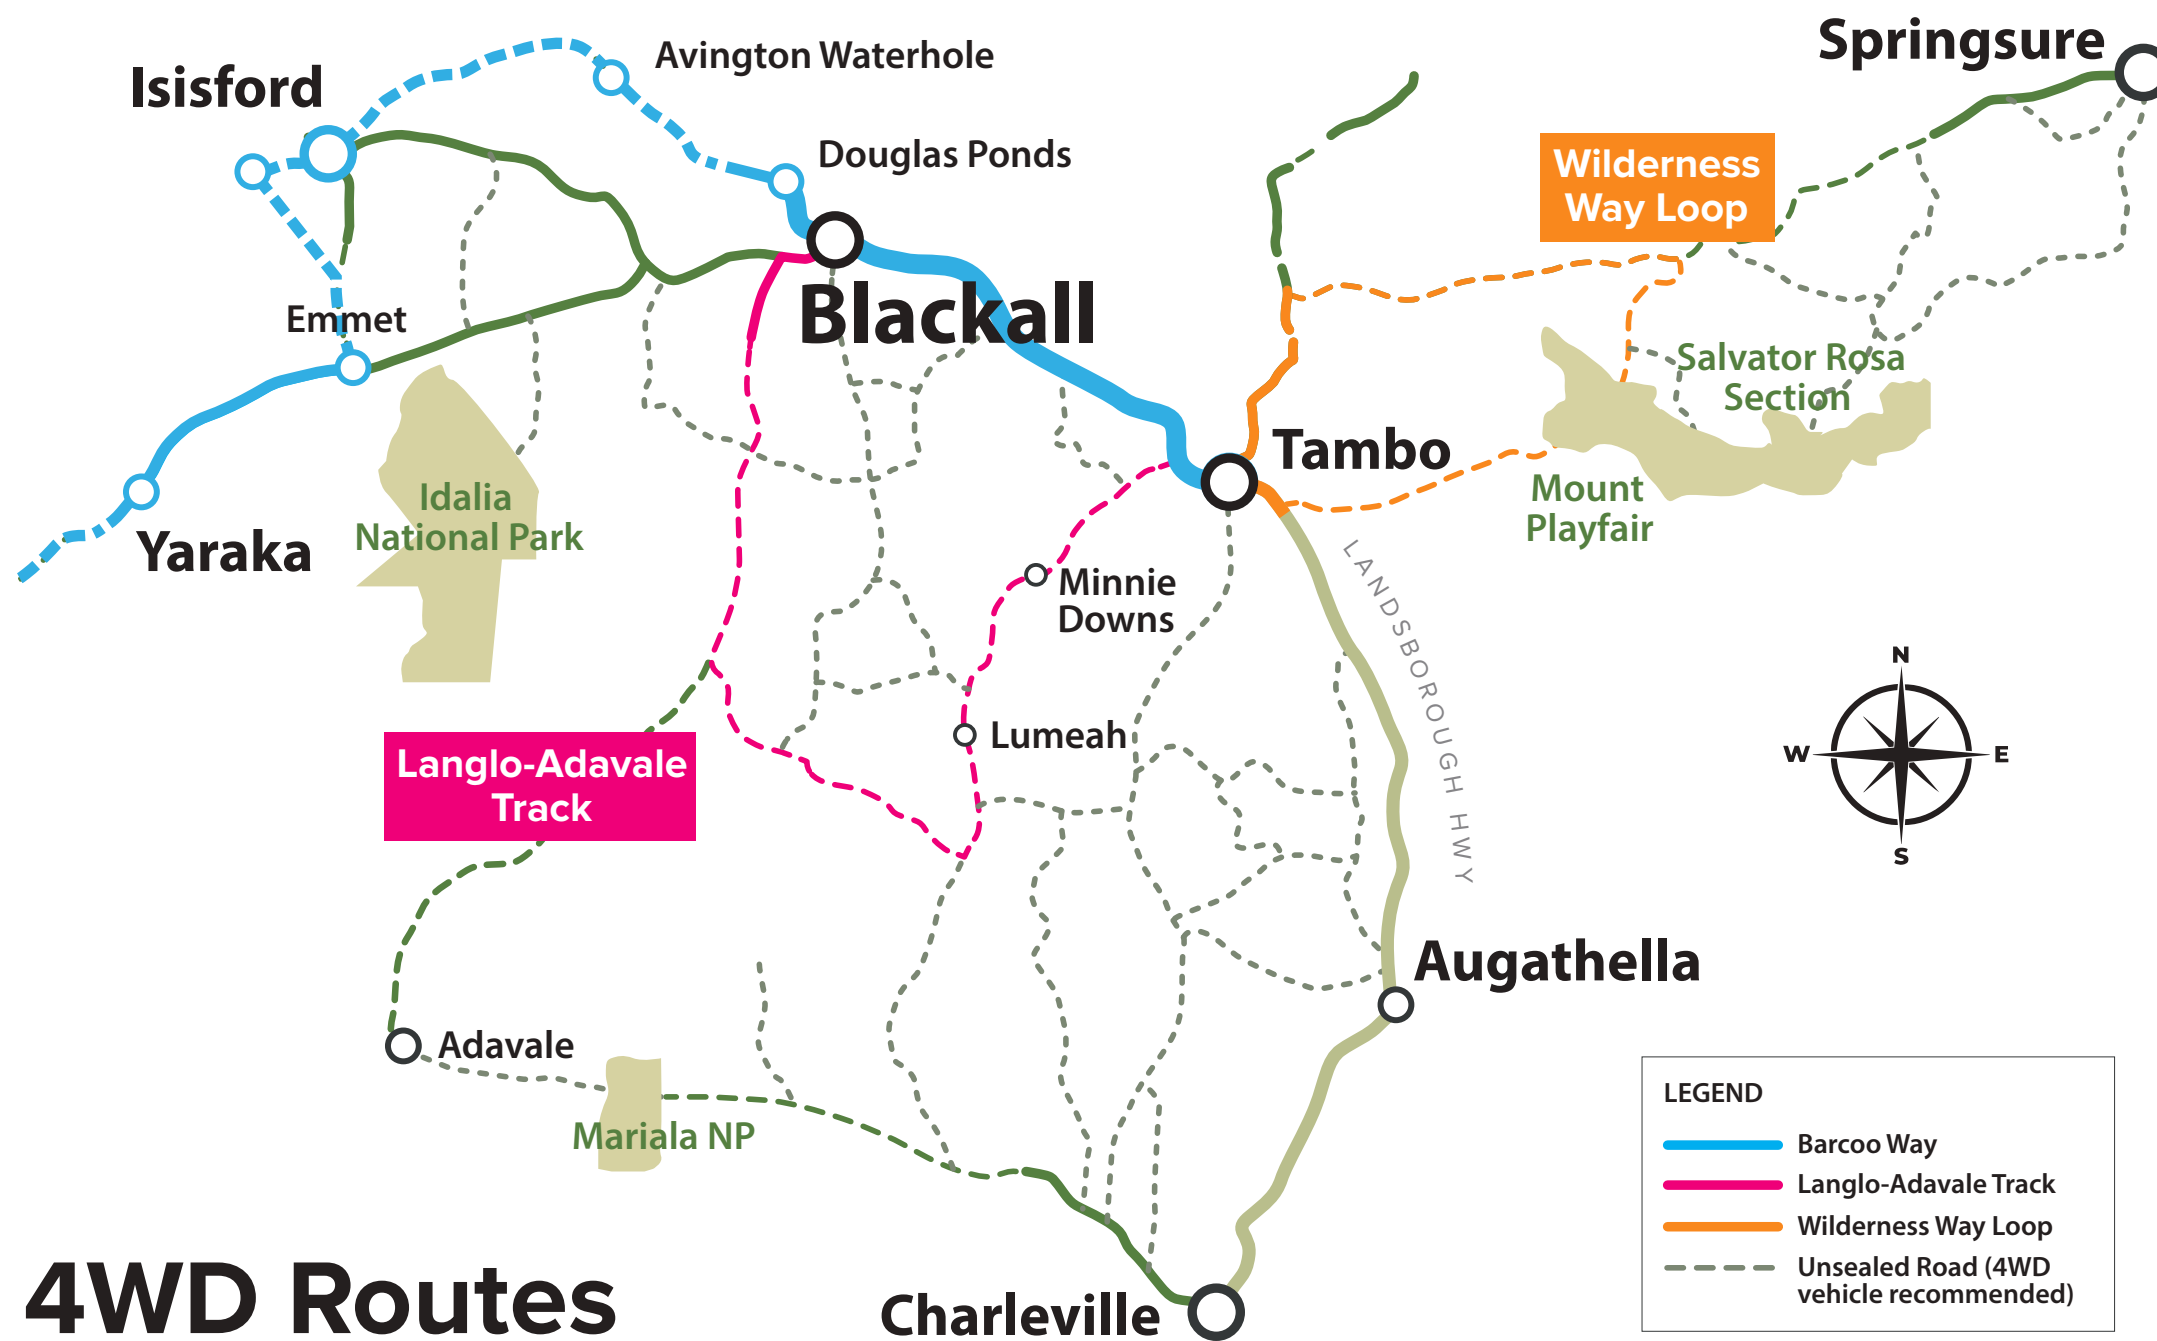 Springsure
Avington Waterhole
Isisford
Douglas Ponds
Wilderness
Way Loop
Emmet
Blackall
Salvator Rosa
Section
Tambo
Idalia
National Park
Mount
Playfair
Yaraka
LANDSBOROUGH HWY
Minnie
Downs
N
W
E
S
Lumeah
Langlo-Adavale
Track
Augathella
Adavale
Mariala NP
LEGEND
Barcoo Way
Langlo-Adavale Track
Wilderness Way Loop
Unsealed Road (4WD
vehicle recommended)
4WD Routes
Charleville